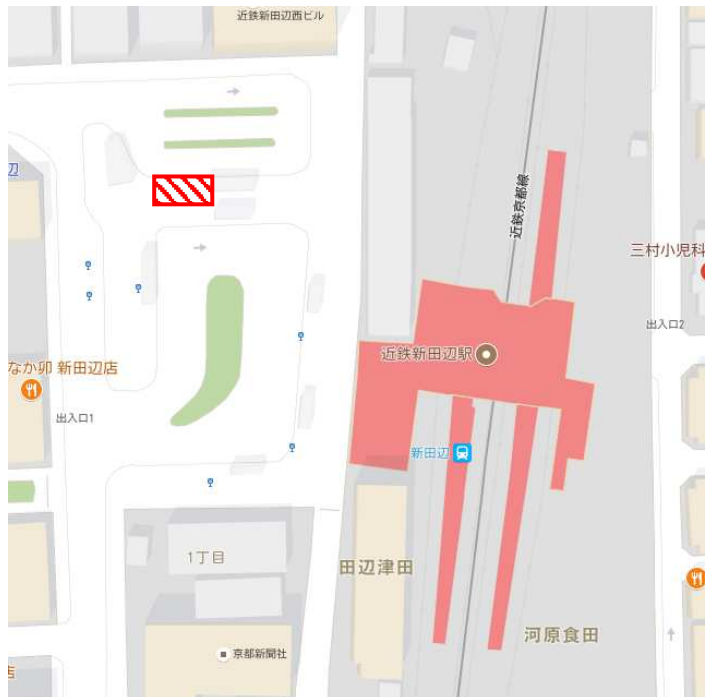 近鉄新田辺西ビル
辺
近鉄京都線
三村小児科
出入口2
近鉄新田辺駅
なか卯 新田辺店
出入口1
新田辺
1丁目
田辺津田
河原食田
京都新聞社
店